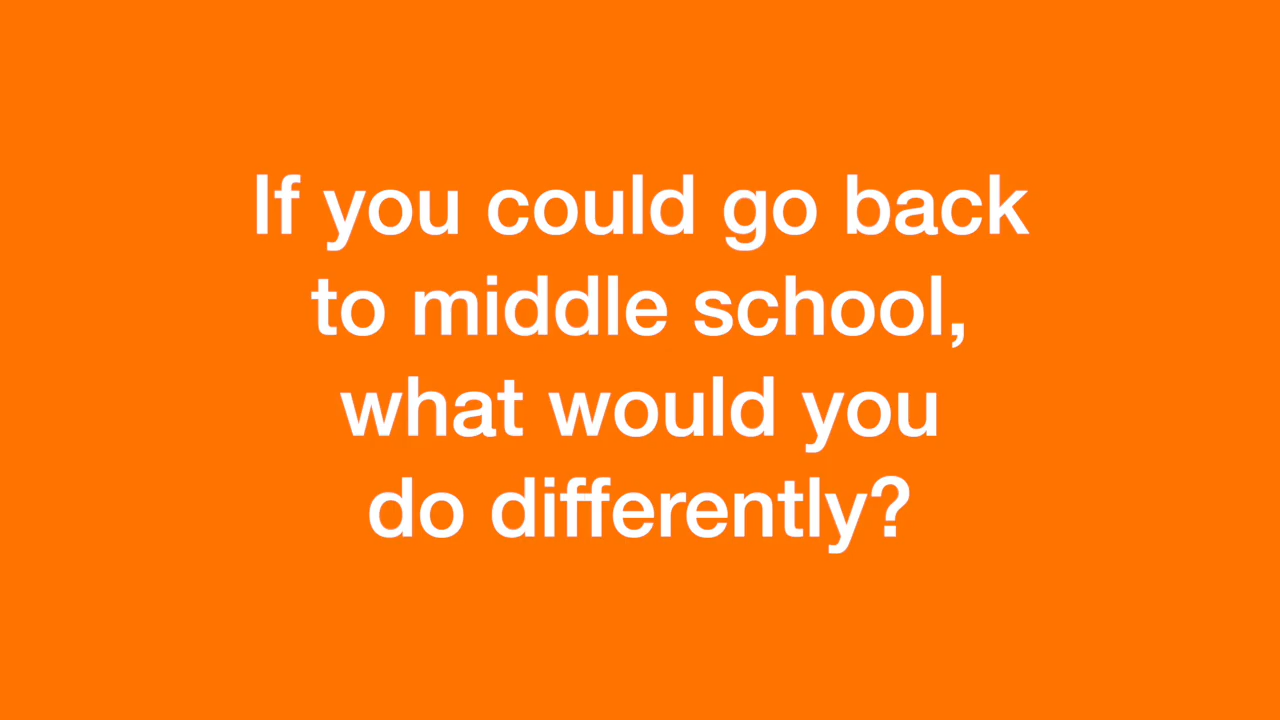 If you could go back
to middle school,
what would you
do differently?